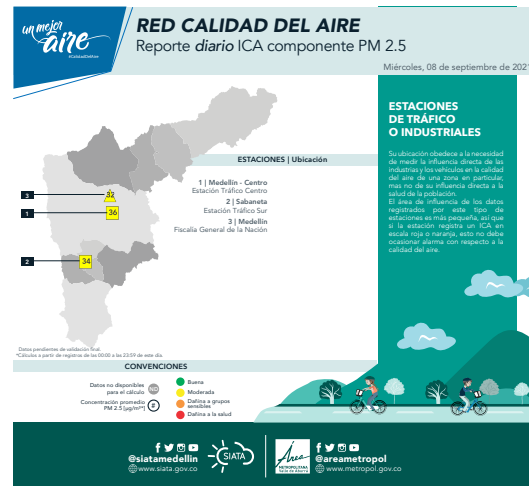 un mejor
aire
#CalidadDelAire
RED CALIDAD DEL AIRE
Reporte diario ICA componente PM 2.5
Miércoles, 08 de septiembre de 2021
ESTACIONES
DE TRÁFICO
O INDUSTRIALES
Su ubicación obedece a la necesidad
de medir la influencia directa de las
industrias y los vehículos en la calidad
del aire de una zona en particular,
mas no de su influencia directa a la
salud de la población.
El área de influencia de los datos
registrados por este tipo de
estaciones es más pequeña, así que
si la estación registra un ICA en
escala roja o naranja, esto no debe
ocasionar alarma con respecto a la
calidad del aire.
ESTACIONES | Ubicación
1 | Medellín - Centro
Estación Tráfico Centro
2 | Sabaneta
Estación Tráfico Sur
3 | Medellín
Fiscalía General de la Nación
3
32
1
36
2
34
Datos pendientes de validación final.
*Cálculos a partir de registros de las 00:00 a las 23:59 de este día.
CONVENCIONES
Datos no disponibles
para el cálculo
ND
Concentración promedio
PM 2.5 [µg/m³*]
#
Buena
Moderada
Dañina a grupos
sensibles
Dañina a la salud
@siatamedellin
www.siata.gov.co
SIATA
Área
METROPOLITANA
Valle de Aburrá
@areametropol
www.metropol.gov.co